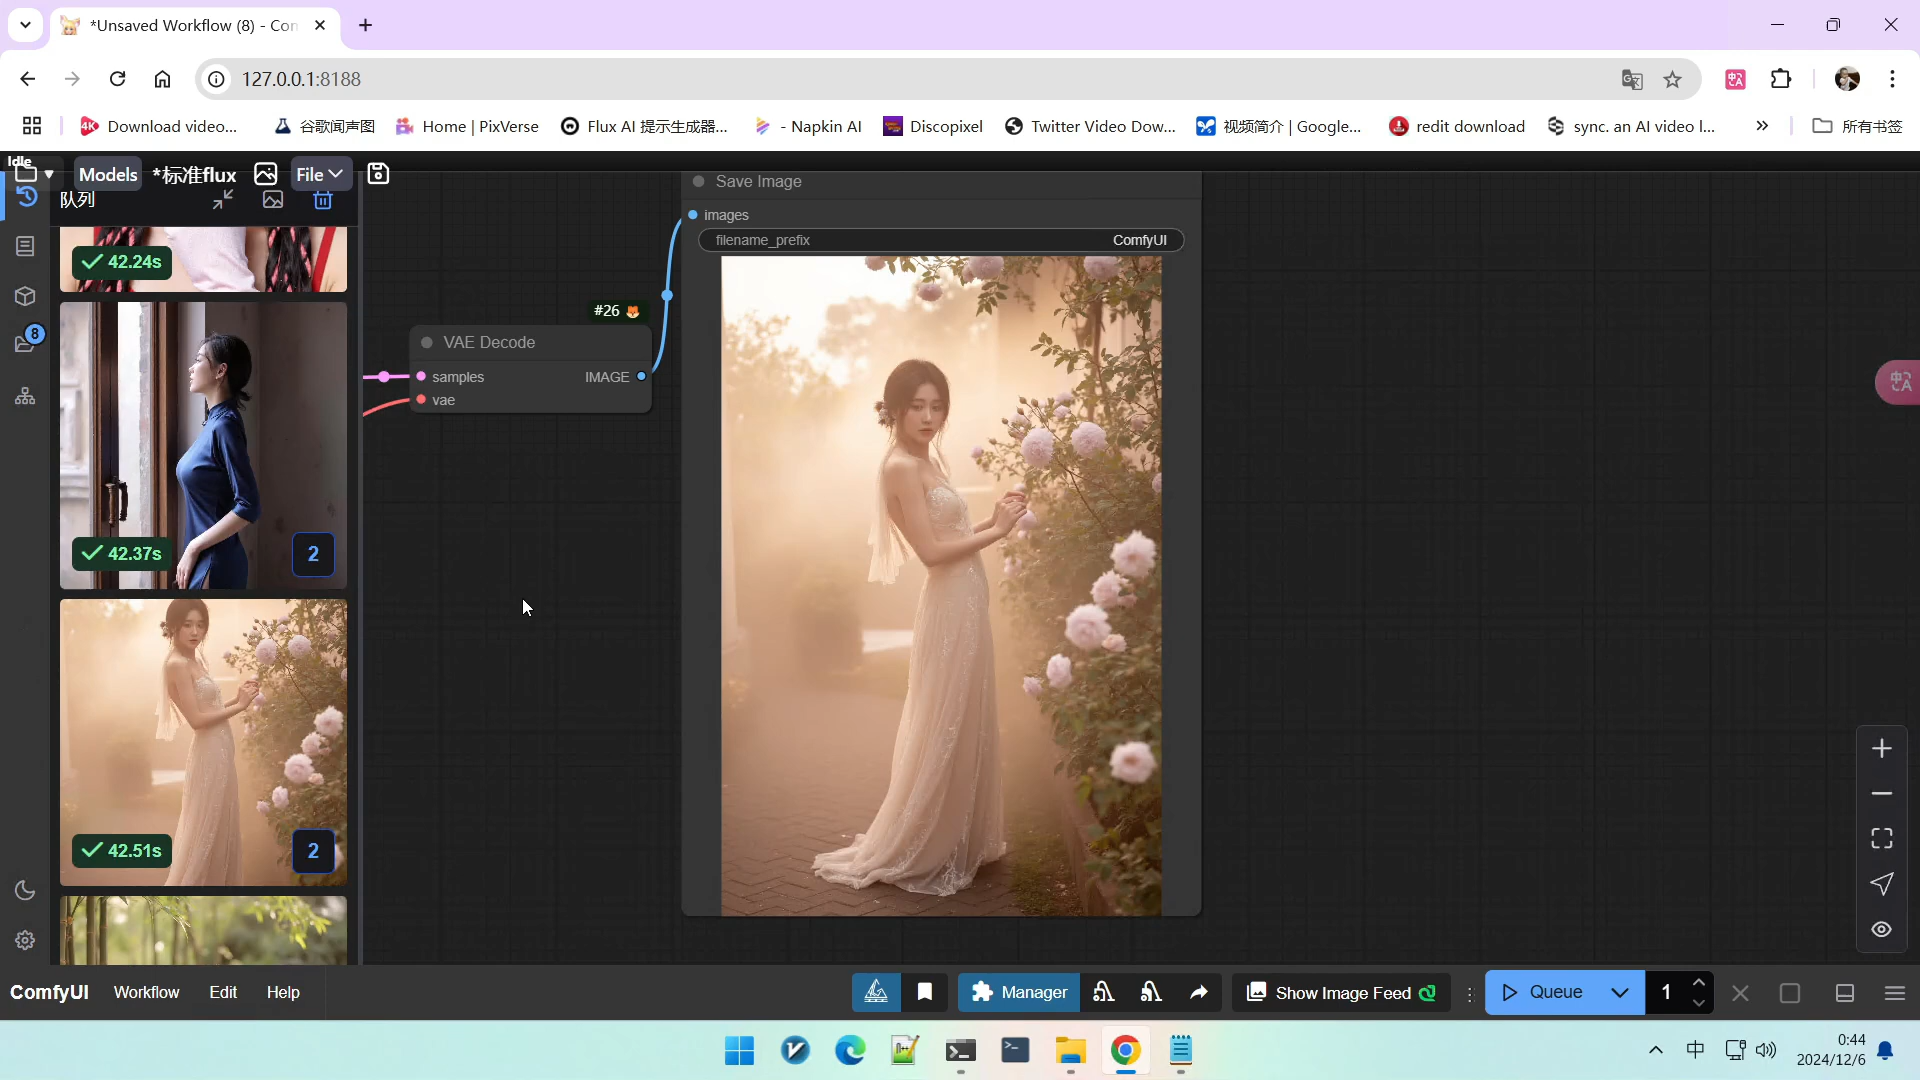 *Unsaved Workflow (8) - Con
127.0.0.1:8188
4K Download video...
谷歌闻声图
Home | PixVerse
Flux AI 提示生成器...
- Napkin AI
Discopixel
Twitter Video Dow...
视频简介 | Google...
redit download
sync. an AI video l...
所有书签
Idle
Models
*标准flux
File
队列
42.24s
42.37s
2
42.51s
2
8
#26
VAE Decode
samples IMAGE
vae
Save Image
images
filename_prefix ComfyUI
ComfyUI
Workflow
Edit
Help
Manager
Show Image Feed
Queue
1
中
0:44
2024/12/6